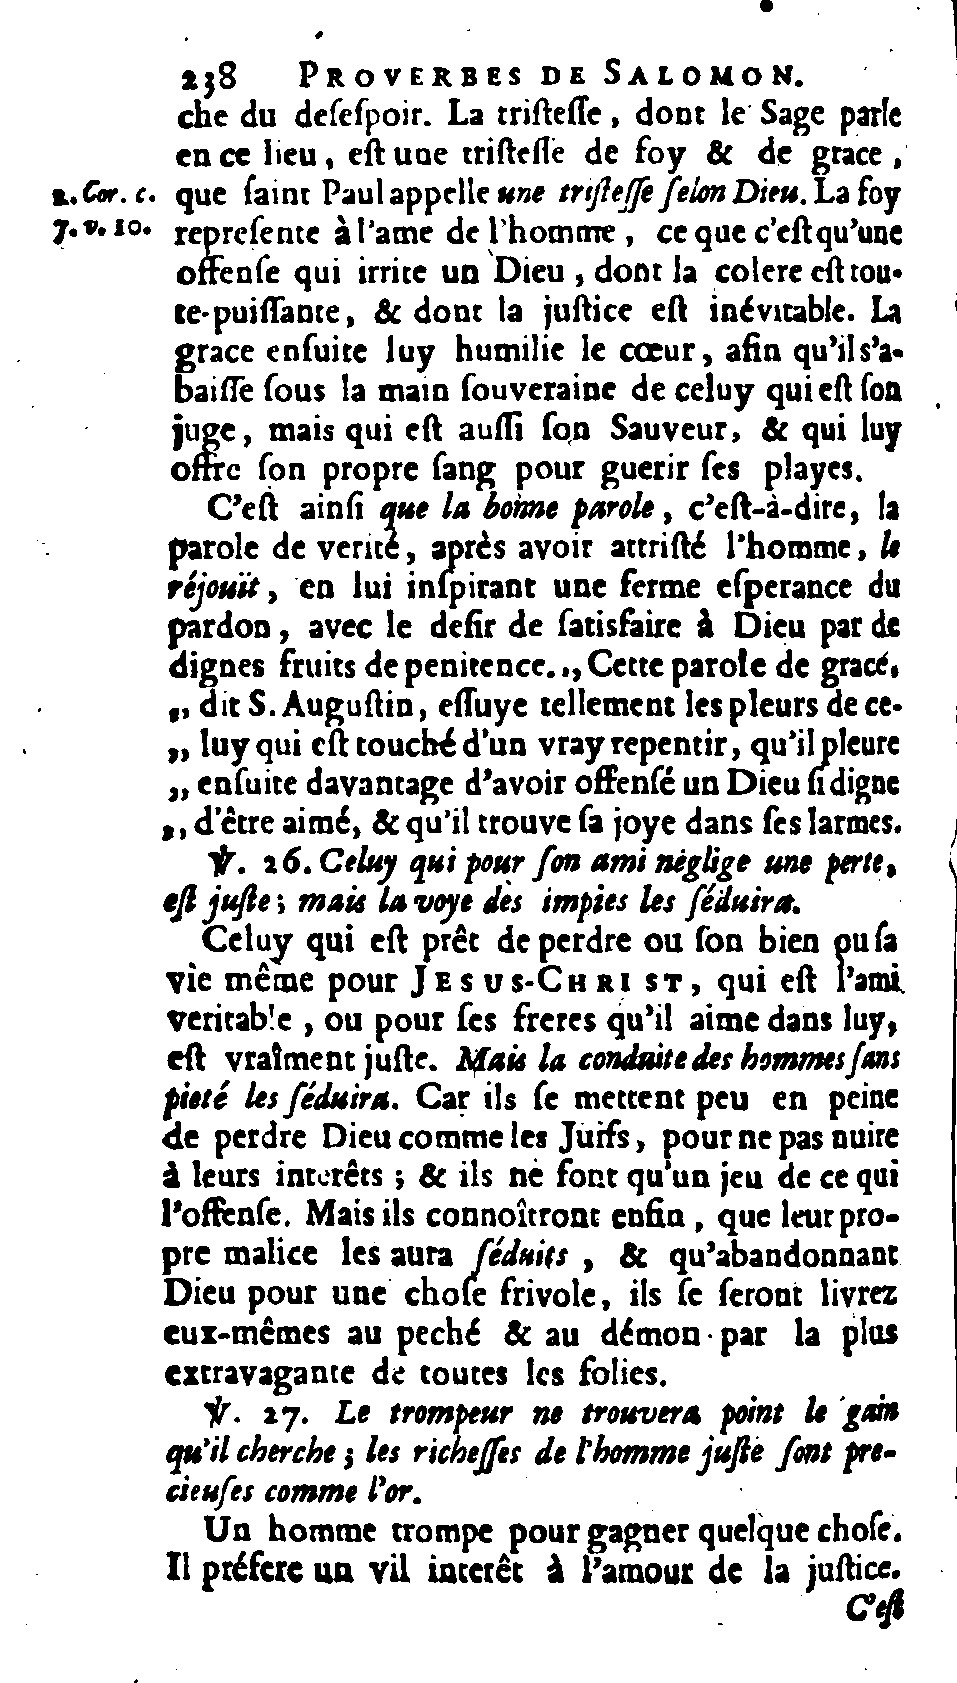 238 PROVERBES DE SALOMON.
che du deſeſpoir. La triſteſſe, dont le Sage parle
en ce lieu, eſt une triſteſſe de foy & de grace,
2. Cor. c. que ſaint Paul appelle une triſteſſe ſelon Dieu. La foy
7. v. 10. repreſente à l'ame de l'homme, ce que c'eſt qu'une
offenſe qui irrite un Dieu, dont la colere eſt tou-
te-puiſſante, & dont la juſtice eſt inévitable. La
grace enſuite luy humilie le cœur, afin qu'il s'a-
baiſſe ſous la main ſouveraine de celuy qui eſt ſon
juge, mais qui eſt auſſi ſon Sauveur, & qui luy
offre ſon propre ſang pour guerir ſes playes.
C'eſt ainſi que la bonne parole, c'eſt-à-dire, la
parole de verité, après avoir attriſté l'homme, le
réjouït, en lui inſpirant une ferme eſperance du
pardon, avec le deſir de ſatisfaire à Dieu par de
dignes fruits de penitence. „ Cette parole de grace,
„ dit S. Auguſtin, eſſuye tellement les pleurs de ce-
„ luy qui eſt touché d'un vray repentir, qu'il pleure
„ enſuite davantage d'avoir offenſé un Dieu ſi digne
„ d'être aimé, & qu'il trouve ſa joye dans ſes larmes.
℣. 26. Celuy qui pour ſon ami néglige une perte,
eſt juſte; mais la voye des impies les ſéduira.
Celuy qui eſt prêt de perdre ou ſon bien ou ſa
vie même pour JESUS-CHRIST, qui eſt l'ami
veritable, ou pour ſes freres qu'il aime dans luy,
eſt vraîment juſte. Mais la conduite des hommes ſans
pieté les ſéduira. Car ils ſe mettent peu en peine
de perdre Dieu comme les Juifs, pour ne pas nuire
à leurs interêts; & ils ne font qu'un jeu de ce qui
l'offenſe. Mais ils connoîtront enfin, que leur pro-
pre malice les aura ſéduits, & qu'abandonnant
Dieu pour une choſe frivole, ils ſe ſeront livrez
eux-mêmes au peché & au démon par la plus
extravagante de toutes les folies.
℣. 27. Le trompeur ne trouvera point le gain
qu'il cherche; les richeſſes de l'homme juſte ſont pre-
cieuſes comme l'or.
Un homme trompe pour gagner quelque choſe.
Il préfere un vil interêt à l'amour de la juſtice.
C'eſt